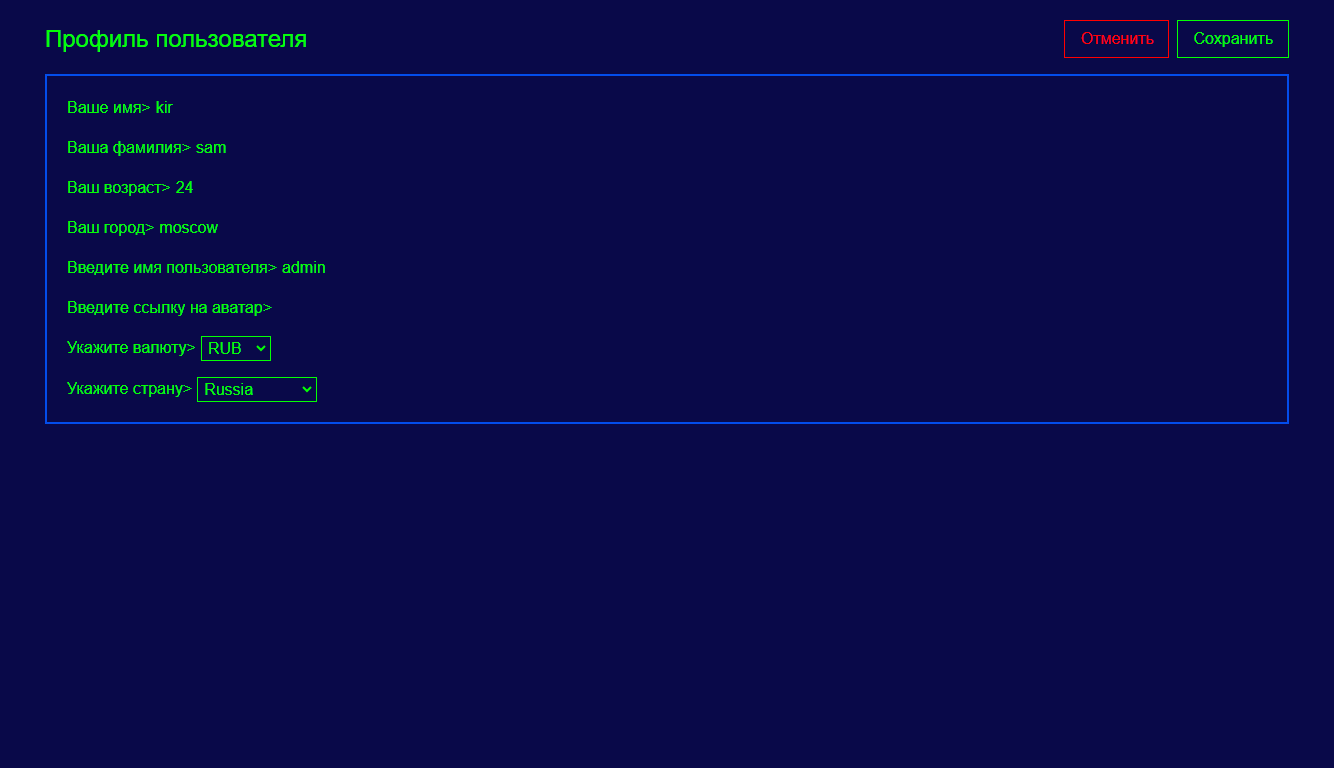 Профиль пользователя
Отменить
Сохранить
Ваше имя> kir
Ваша фамилия> sam
Ваш возраст> 24
Ваш город> moscow
Введите имя пользователя> admin
Введите ссылку на аватар>
Укажите валюту> RUB
Укажите страну> Russia